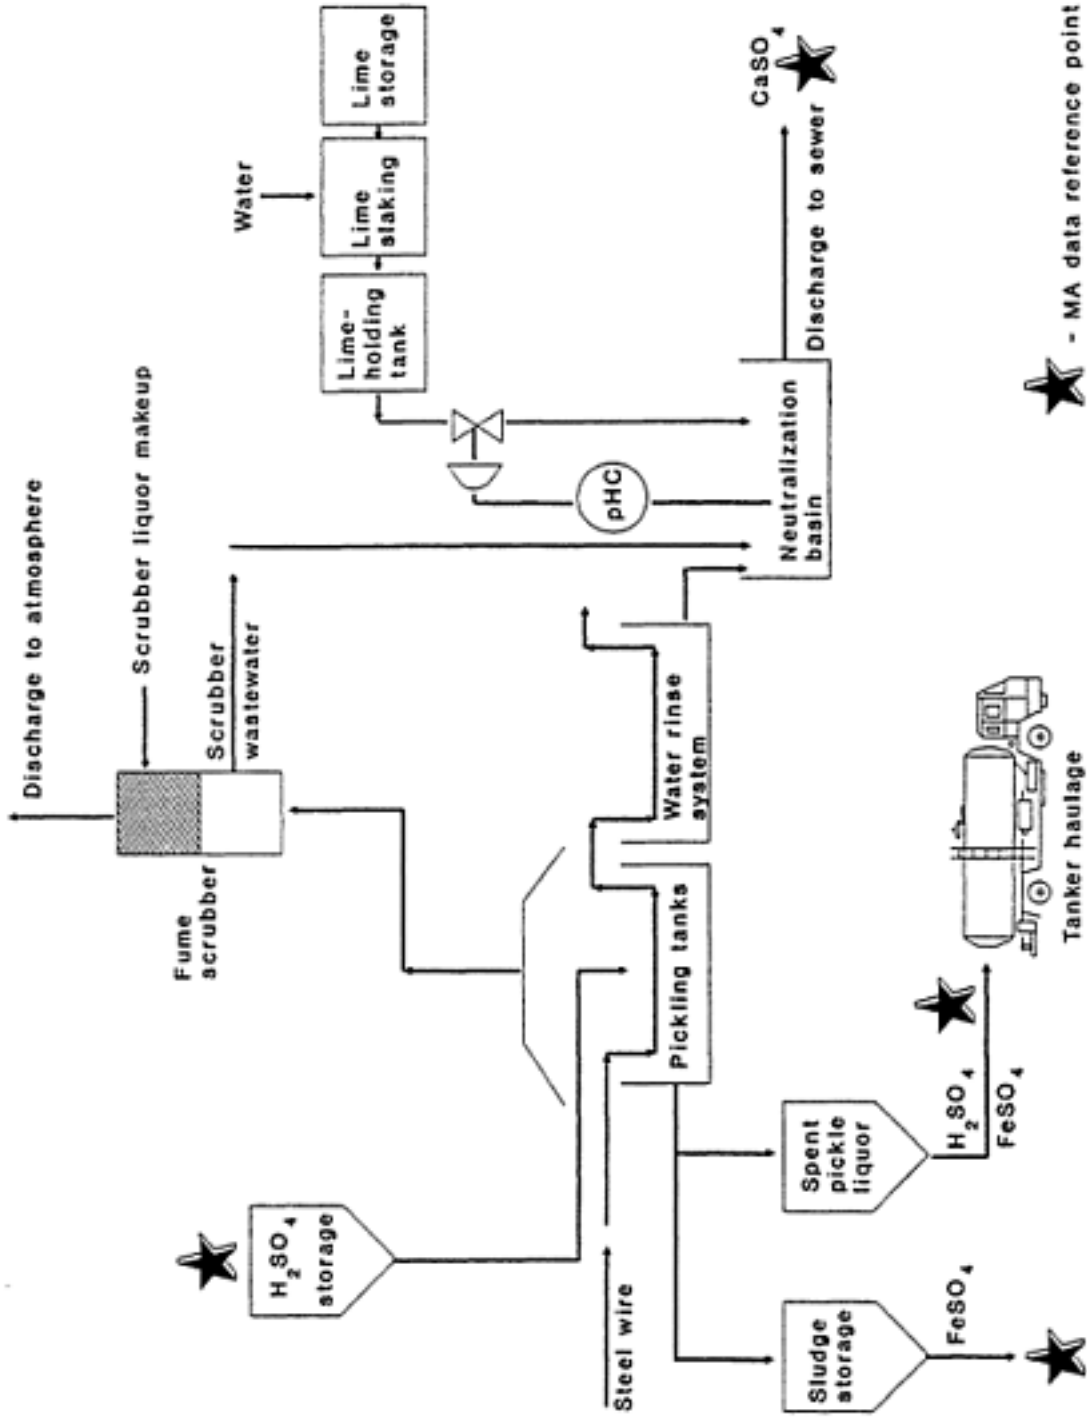 Discharge to atmosphere
Scrubber liquor makeup
Fume
scrubber
Scrubber
wastewater
Water
Lime
storage
Lime
slaking
Lime-
holding
tank
H2SO4
storage
Steel wire
Pickling tanks
Water rinse
system
pHC
Neutralization
basin
CaSO4
Discharge to sewer
Sludge
storage
FeSO4
Spent
pickle
liquor
H2SO4
FeSO4
Tanker haulage
- MA data reference point